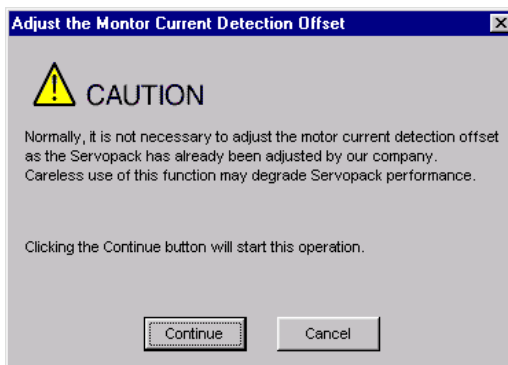 Adjust the Montor Current Detection Offset
CAUTION
Normally, it is not necessary to adjust the motor current detection offset
as the Servopack has already been adjusted by our company.
Careless use of this function may degrade Servopack performance.
Clicking the Continue button will start this operation.
Continue
Cancel